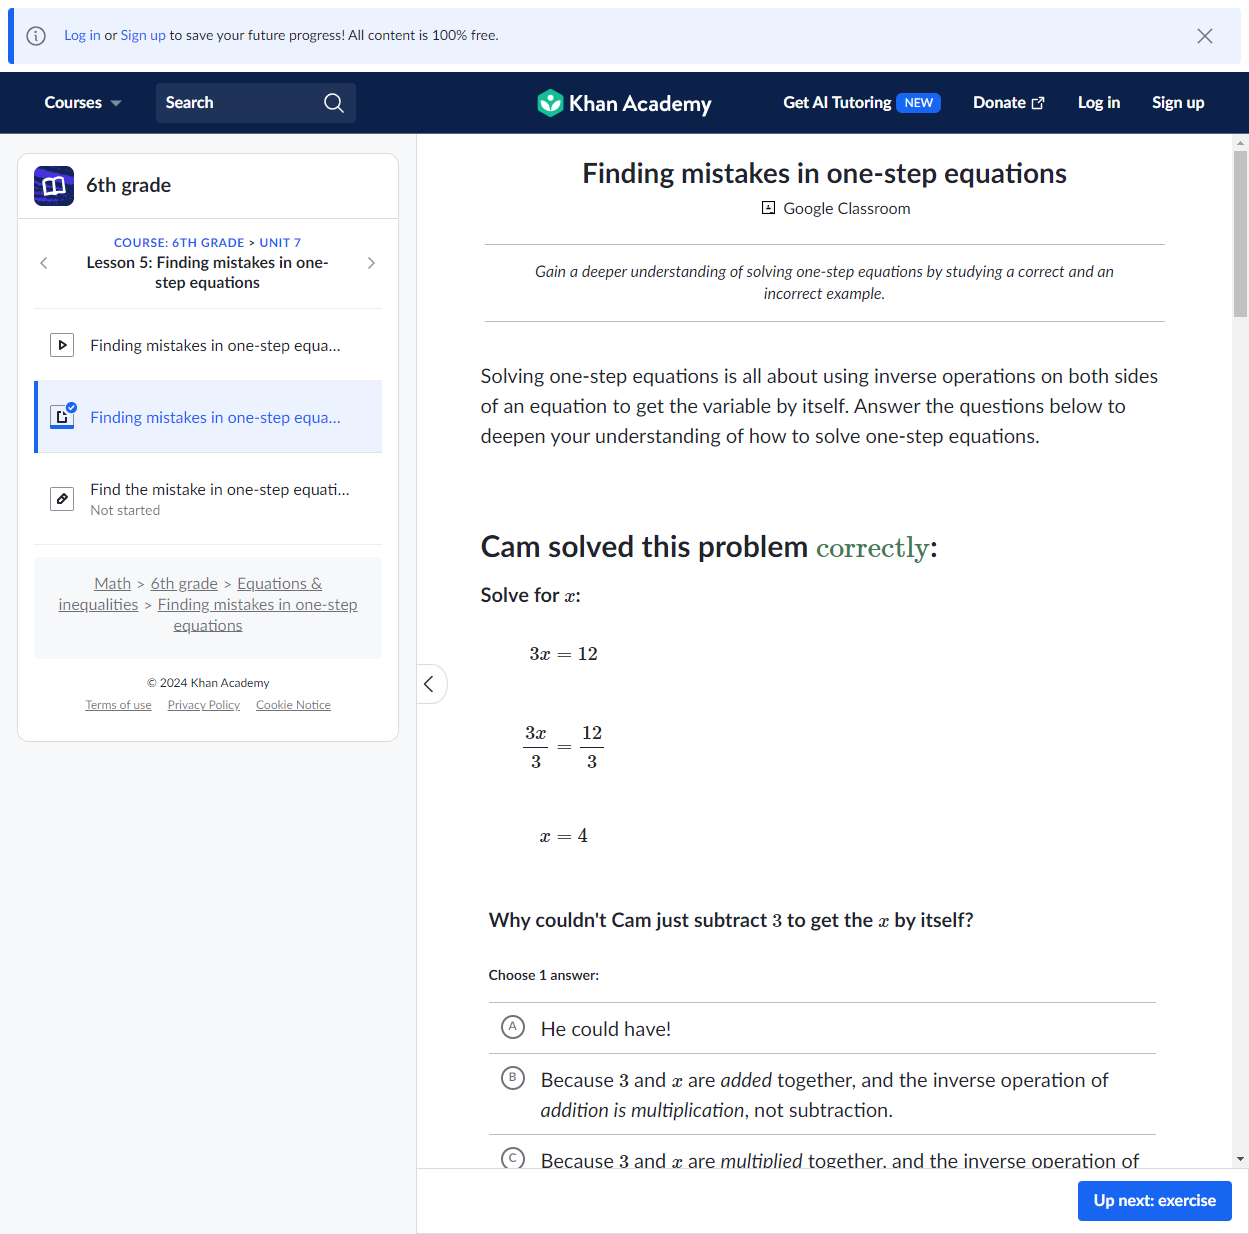 Log in or Sign up to save your future progress! All content is 100% free.
Courses
Search
Khan Academy
Get AI Tutoring NEW
Donate
Log in
Sign up
6th grade
COURSE: 6TH GRADE > UNIT 7
Lesson 5: Finding mistakes in one-
step equations
Finding mistakes in one-step equa...
Finding mistakes in one-step equa...
Find the mistake in one-step equati...
Not started
Math > 6th grade > Equations &
inequalities > Finding mistakes in one-step
equations
© 2024 Khan Academy
Terms of use Privacy Policy Cookie Notice
Finding mistakes in one-step equations
Google Classroom
Gain a deeper understanding of solving one-step equations by studying a correct and an
incorrect example.
Solving one-step equations is all about using inverse operations on both sides
of an equation to get the variable by itself. Answer the questions below to
deepen your understanding of how to solve one-step equations.
Cam solved this problem correctly:
Solve for x:
3x = 12
3x/3 = 12/3
x = 4
Why couldn't Cam just subtract 3 to get the x by itself?
Choose 1 answer:
A He could have!
B Because 3 and x are added together, and the inverse operation of
addition is multiplication, not subtraction.
C Because 3 and x are multiplied together, and the inverse operation of
Up next: exercise